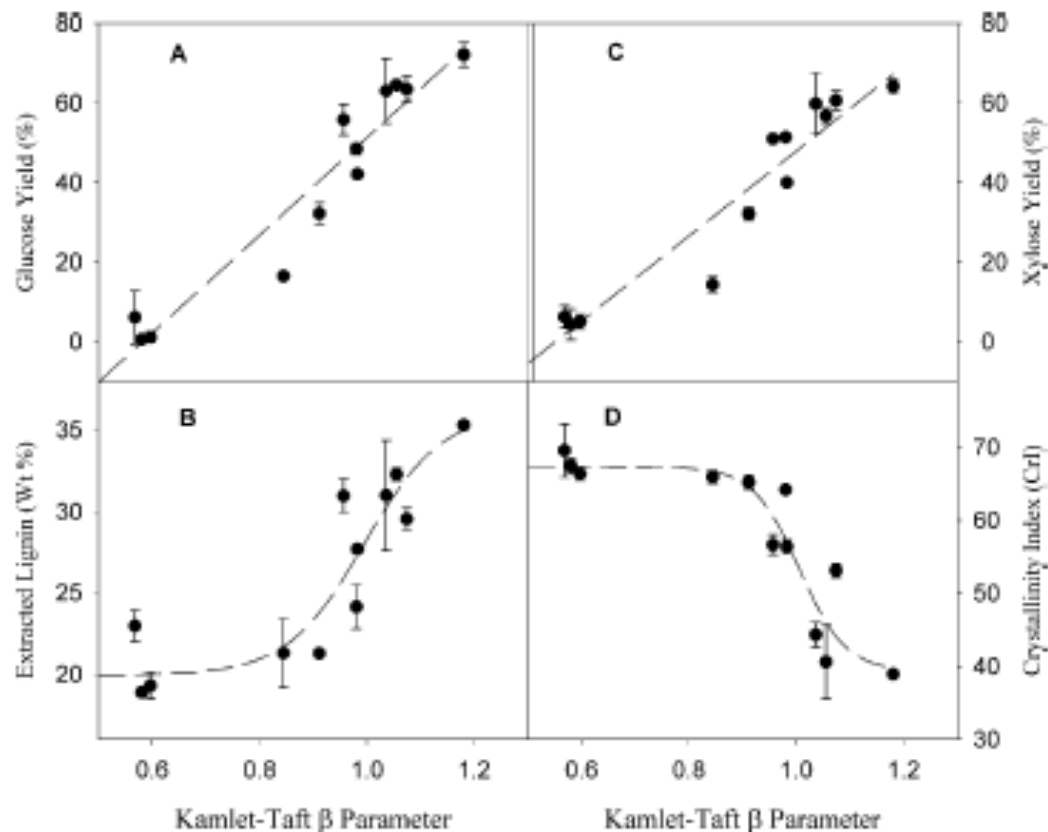 80
60
40
20
0
Glucose Yield (%)
A
C
80
60
40
20
0
Xylose Yield (%)
35
30
25
20
Extracted Lignin (Wt %)
B
D
70
60
50
40
30
Crystallinity Index (CrI)
0.6 0.8 1.0 1.2
0.6 0.8 1.0 1.2
Kamlet-Taft β Parameter
Kamlet-Taft β Parameter